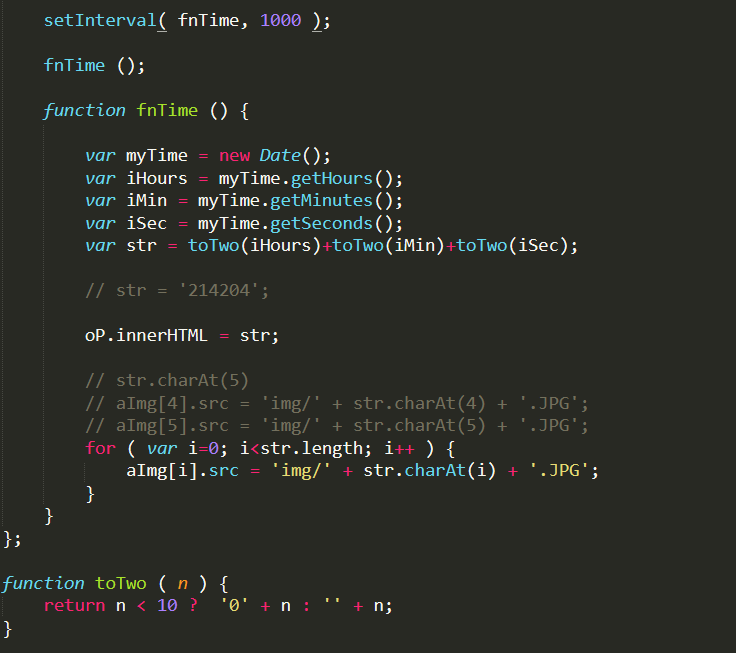 setInterval( fnTime, 1000 );
fnTime ();
function fnTime () {
var myTime = new Date();
var iHours = myTime.getHours();
var iMin = myTime.getMinutes();
var iSec = myTime.getSeconds();
var str = toTwo(iHours)+toTwo(iMin)+toTwo(iSec);
// str = '214204';
oP.innerHTML = str;
// str.charAt(5)
// aImg[4].src = 'img/' + str.charAt(4) + '.JPG';
// aImg[5].src = 'img/' + str.charAt(5) + '.JPG';
for ( var i=0; i<str.length; i++ ) {
aImg[i].src = 'img/' + str.charAt(i) + '.JPG';
}
}
};
function toTwo ( n ) {
return n < 10 ?  '0' + n : '' + n;
}